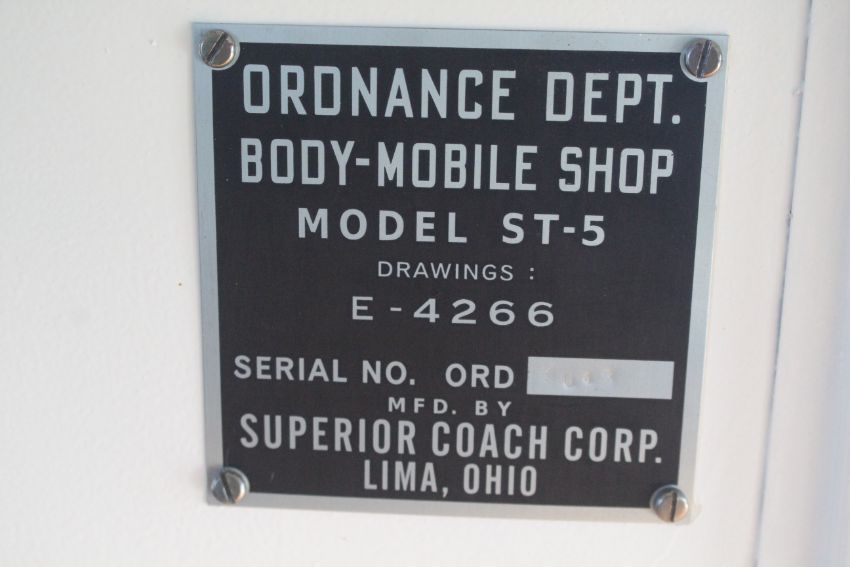 ORDNANCE DEPT.
BODY-MOBILE SHOP
MODEL ST-5
DRAWINGS :
E-4266
SERIAL NO. ORD
MFD. BY
SUPERIOR COACH CORP.
LIMA, OHIO